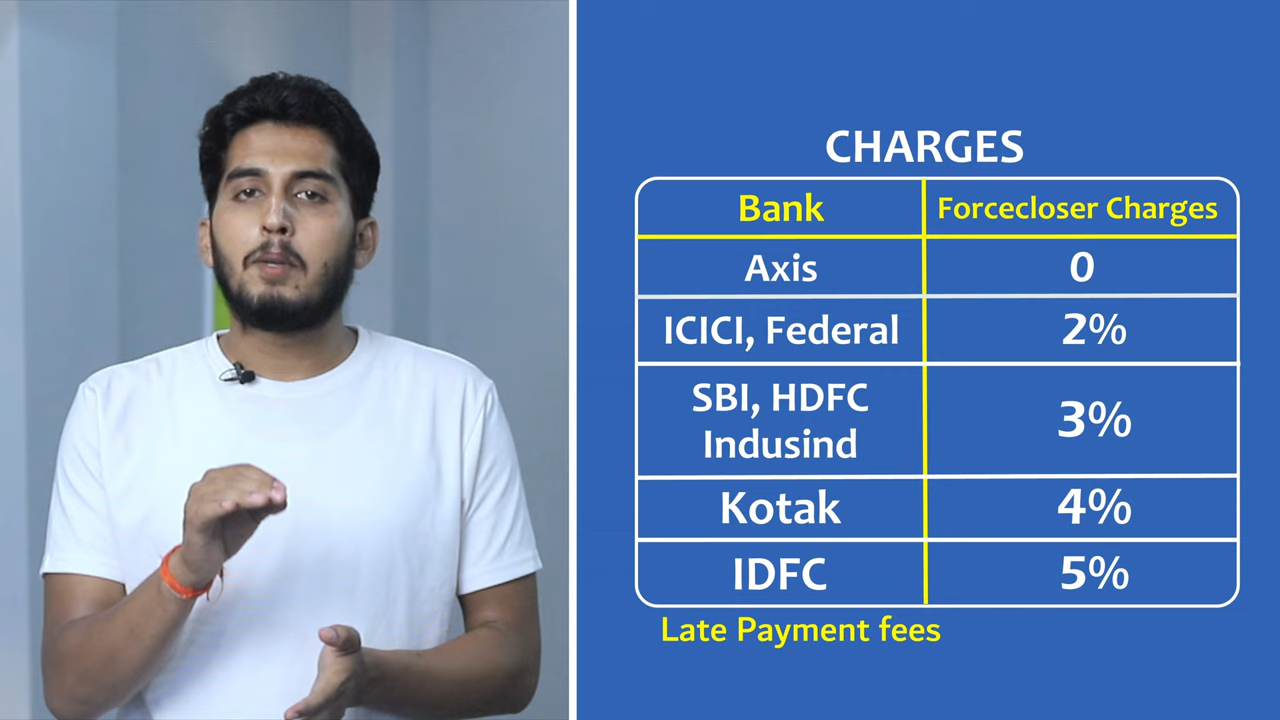 CHARGES
Bank
Forcecloser Charges
Axis
0
ICICI, Federal
2%
SBI, HDFC
Indusind
3%
Kotak
4%
IDFC
5%
Late Payment fees